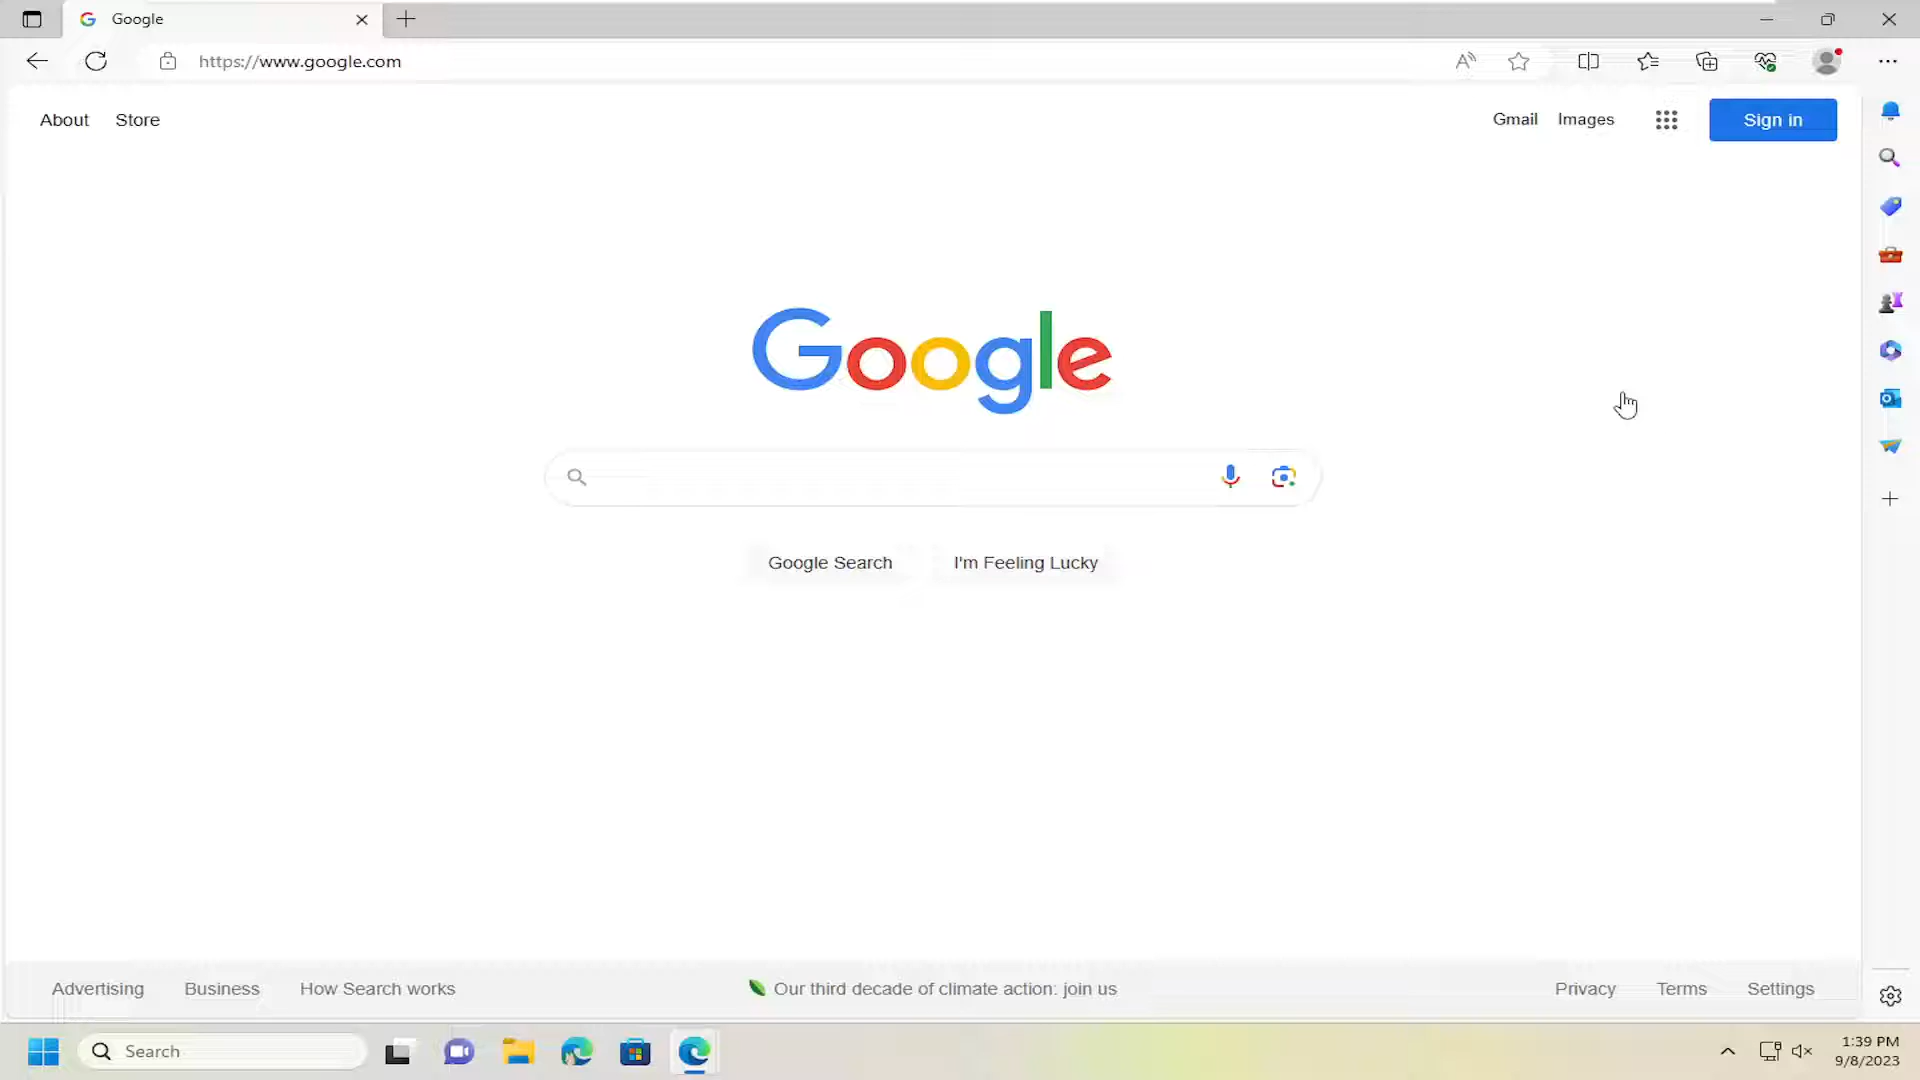 Google
https://www.google.com
About Store Gmail Images Sign in
Google
Google Search I'm Feeling Lucky
Advertising Business How Search works Our third decade of climate action: join us Privacy Terms Settings
Search
1:39 PM
9/8/2023